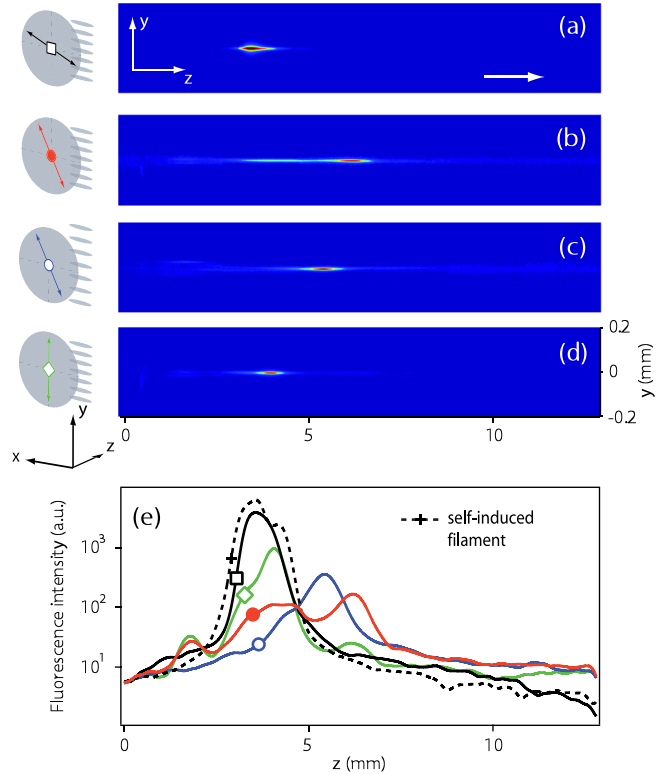 (a)
y
z
(b)
(c)
(d)
0.2
0
-0.2
y (mm)
0
5
10
y
z
x
(e)
self-induced
filament
Fluorescence intensity (a.u.)
10³
10²
10¹
0
5
10
z (mm)